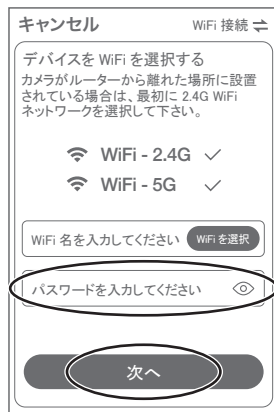 キャンセル
WiFi 接続
デバイスを WiFi を選択する
カメラがルーターから離れた場所に設置
されている場合は、最初に 2.4G WiFi
ネットワークを選択して下さい。
WiFi - 2.4G
WiFi - 5G
WiFi 名を入力してください
WiFi を選択
パスワードを入力してください
次へ